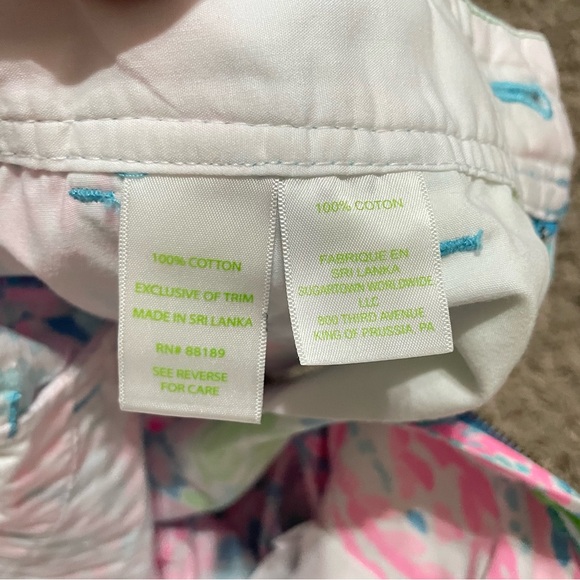 100% COTTON
EXCLUSIVE OF TRIM
MADE IN SRI LANKA
RN# 88189
SEE REVERSE
FOR CARE
100% COTON
FABRIQUE EN
SRI LANKA
SUGARTOWN WORLDWIDE
LLC
800 THIRD AVENUE
KING OF PRUSSIA, PA